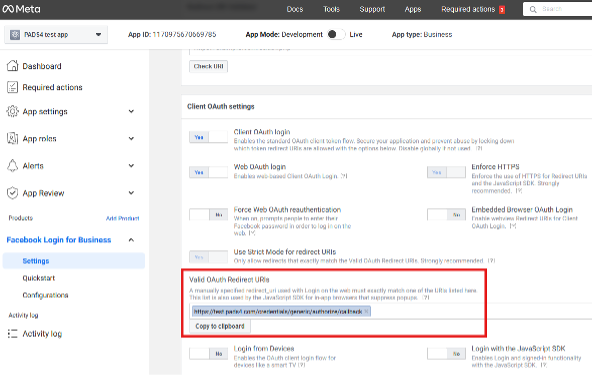 Meta
Docs
Tools
Support
Apps
Required actions
Search
PADS4 test app
App ID: 1170975670669785
App Mode: Development
Live
App type: Business
Check URI
Dashboard
Required actions
App settings
App roles
Alerts
App Review
Products
Add Product
Facebook Login for Business
Settings
Quickstart
Configurations
Activity log
Activity log
Client OAuth settings
Yes
Client OAuth login
Enables the standard OAuth client token flow. Secure your application and prevent abuse by locking down
which token redirect URIs are allowed with the options below. Disable globally if not used. [?]
Yes
Web OAuth login
Enables web-based Client OAuth Login. [?]
Yes
Enforce HTTPS
Enforce the use of HTTPS for Redirect URIs
and the JavaScript SDK. Strongly
recommended. [?]
No
Force Web OAuth reauthentication
When on, prompts people to enter their
Facebook password in order to log in on the
web. [?]
No
Embedded Browser OAuth Login
Enable webview Redirect URIs for Client
OAuth Login. [?]
Yes
Use Strict Mode for redirect URIs
Only allow redirects that exactly match the Valid OAuth Redirect URIs. Strongly recommended. [?]
Valid OAuth Redirect URIs
A manually specified redirect_uri used with Login on the web must exactly match one of the URIs listed here.
This list is also used by the JavaScript SDK for in-app browsers that suppress popups. [?]
https://test.pads4.com/credentials/generic/authorize/callback
Copy to clipboard
No
Login from Devices
Enables the OAuth client login flow for
devices like a smart TV [?]
No
Login with the JavaScript SDK
Enables Login and signed-in functionality
with the JavaScript SDK. [?]